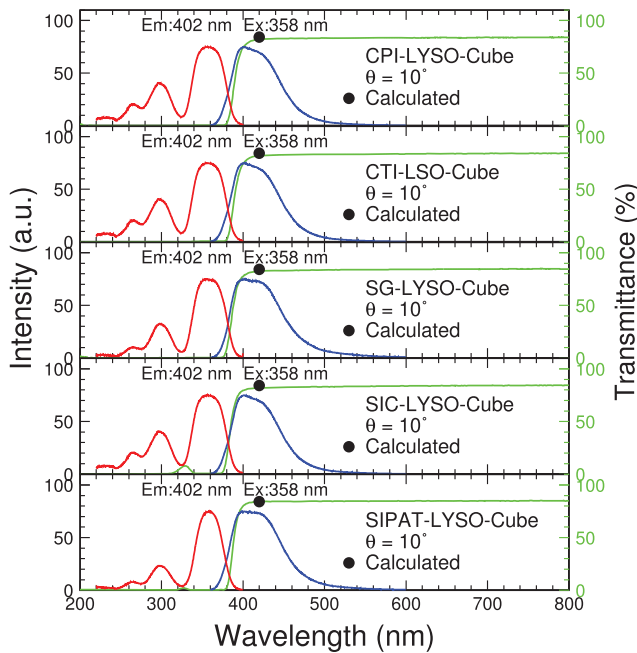 Intensity (a.u.)
Transmittance (%)
Em:402 nm Ex:358 nm
100
50
0
100
50
0
CPI-LYSO-Cube
θ = 10°
Calculated
Em:402 nm Ex:358 nm
100
50
0
100
50
0
CTI-LSO-Cube
θ = 10°
Calculated
Em:402 nm Ex:358 nm
100
50
0
100
50
0
SG-LYSO-Cube
θ = 10°
Calculated
Em:402 nm Ex:358 nm
100
50
0
100
50
0
SIC-LYSO-Cube
θ = 10°
Calculated
Em:402 nm Ex:358 nm
100
50
0
100
50
0
SIPAT-LYSO-Cube
θ = 10°
Calculated
200 300 400 500 600 700 800
Wavelength (nm)